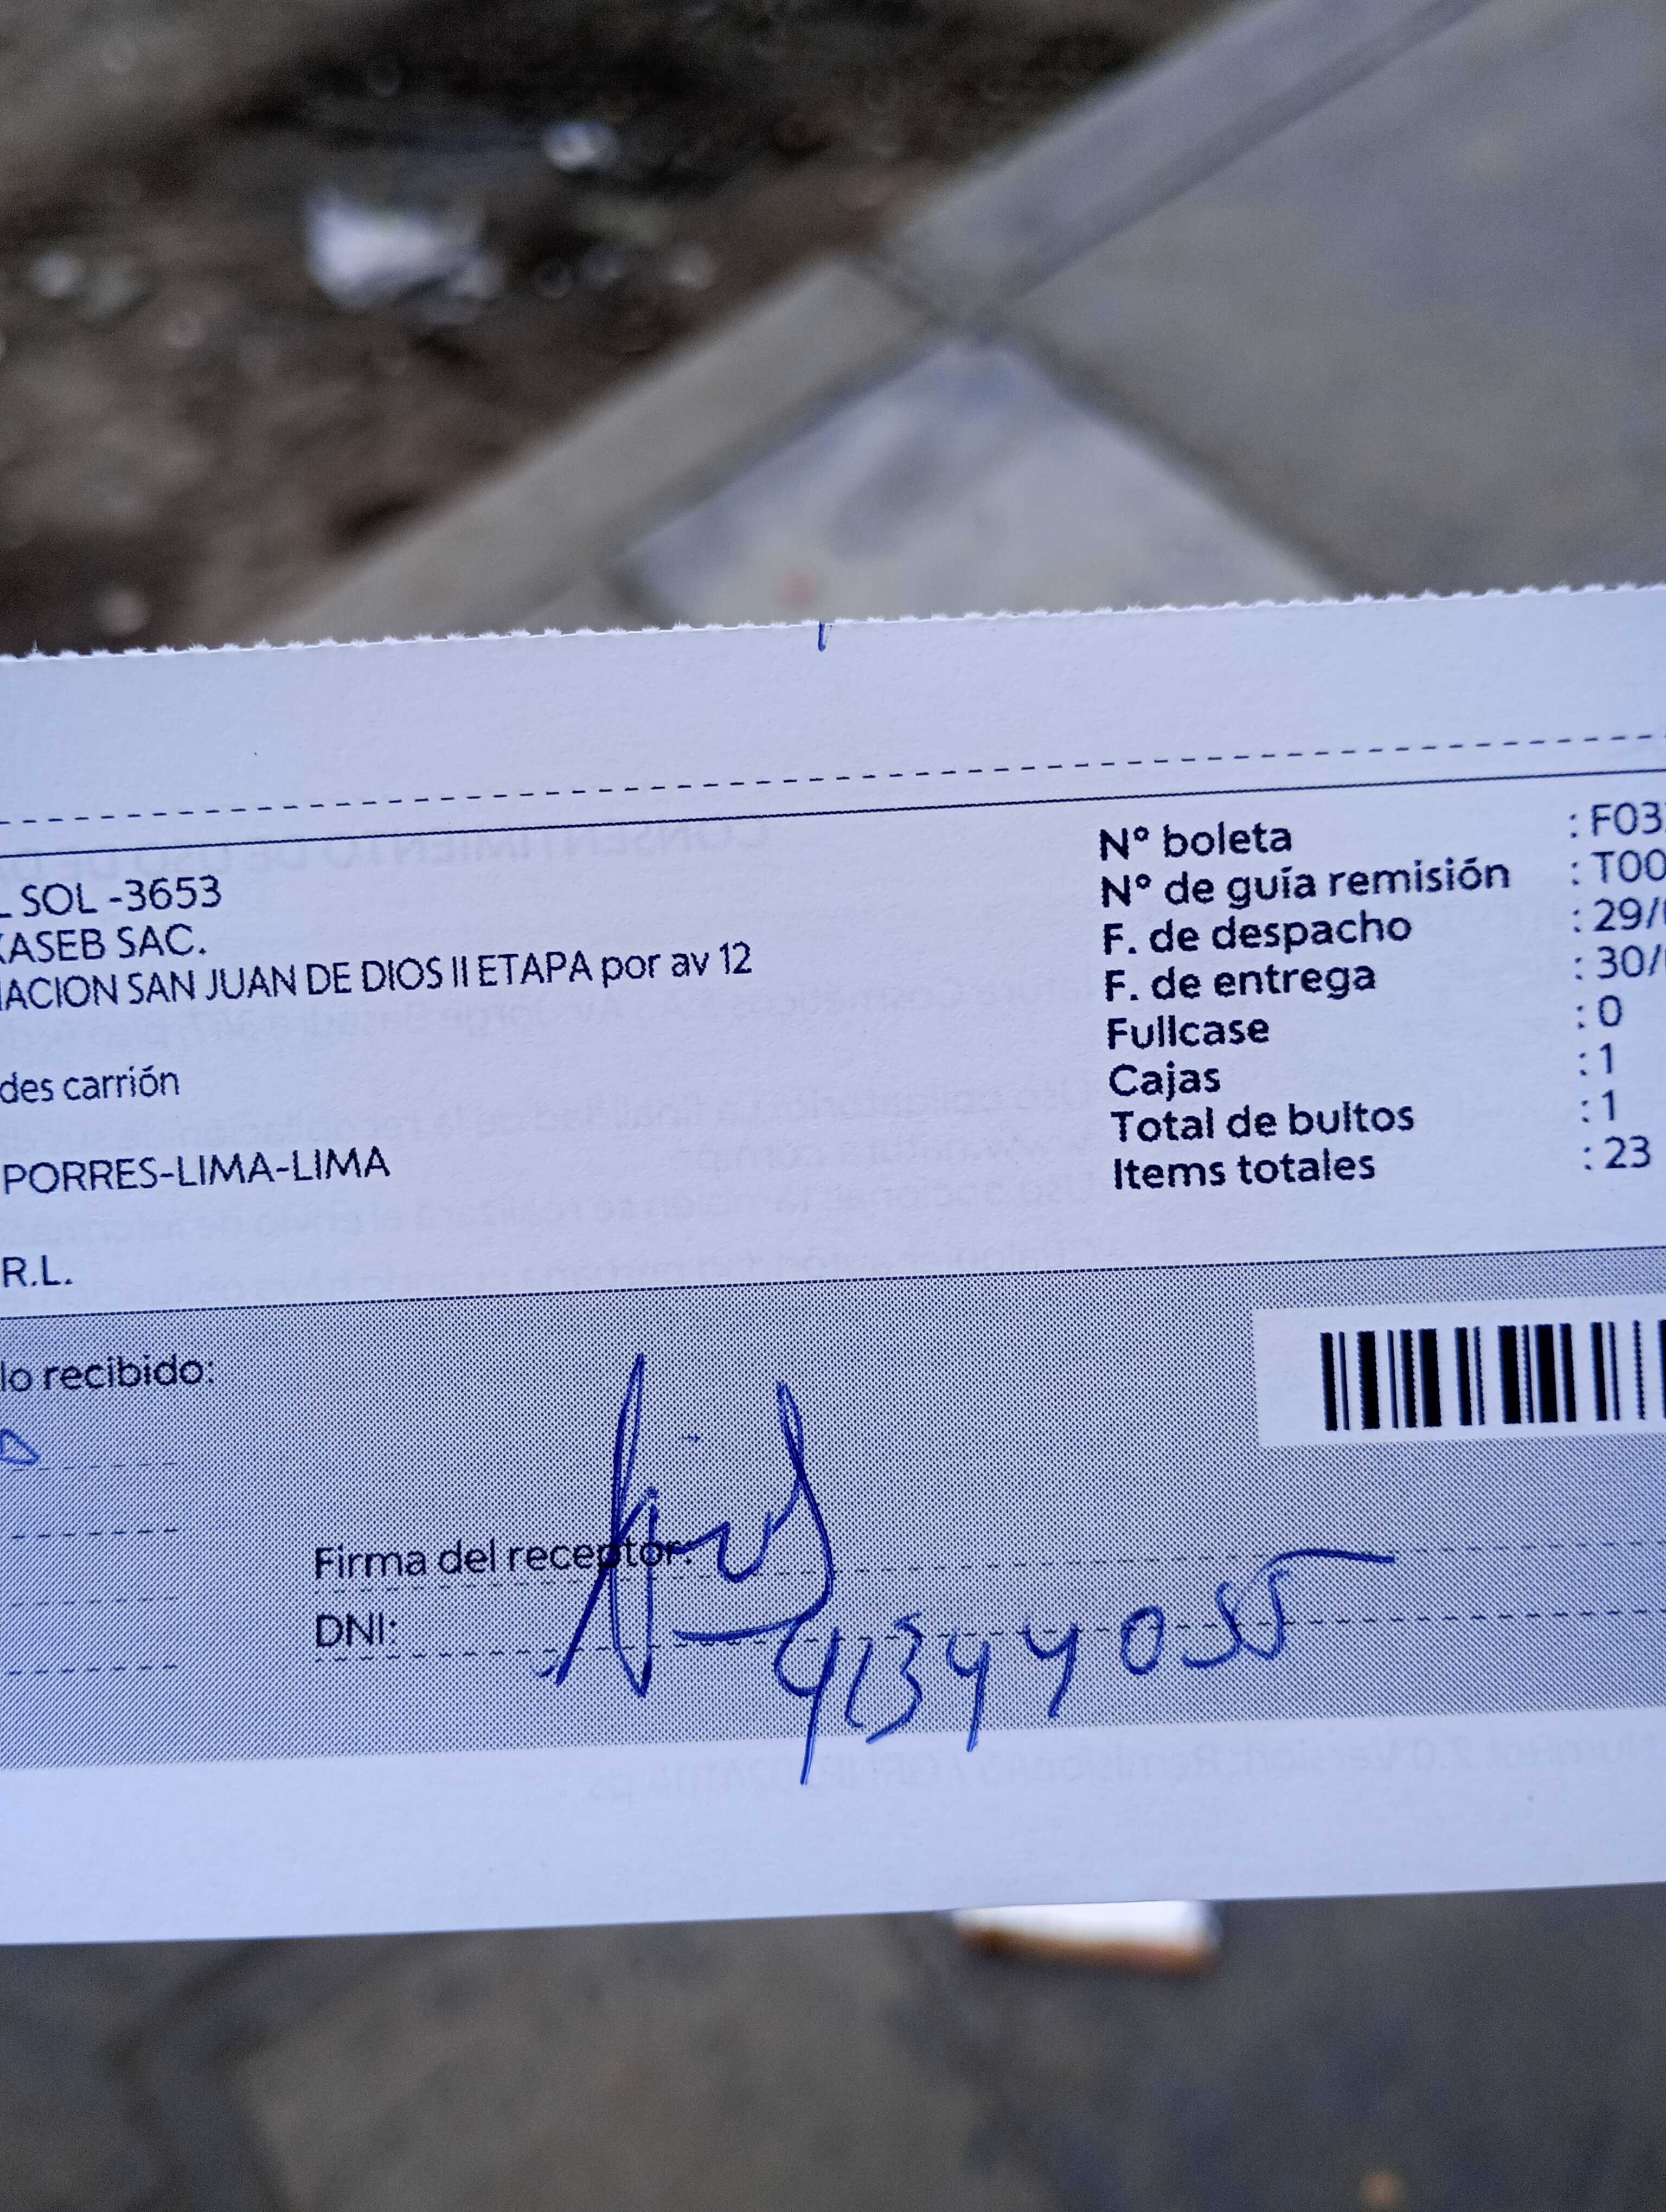 L SOL -3653
KASEB SAC.
IACION SAN JUAN DE DIOS II ETAPA por av 12
des carrión
PORRES-LIMA-LIMA
R.L.
Nº boleta : F03
Nº de guía remisión : T00
F. de despacho : 29/
F. de entrega : 30/
Fullcase : 0
Cajas : 1
Total de bultos : 1
Items totales : 23
lo recibido:
Firma del receptor:
DNI: 41344055